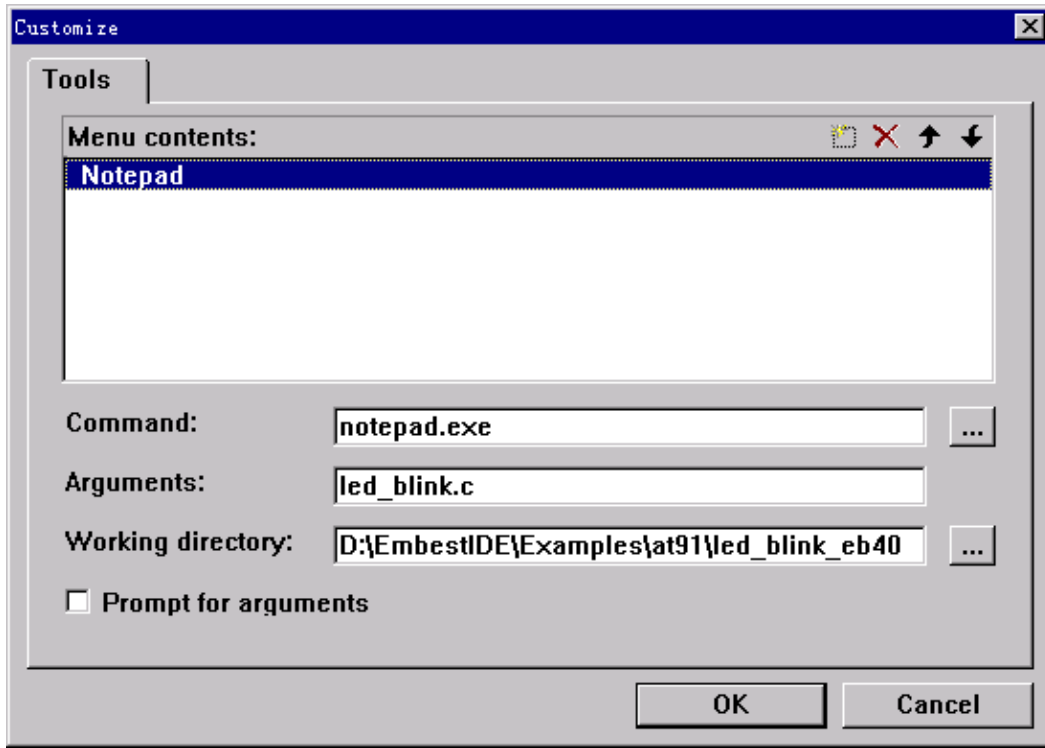 Customize
Tools
Menu contents:
Notepad
Command: notepad.exe ...
Arguments: led_blink.c
Working directory: D:\EmbestIDE\Examples\at91\led_blink_eb40 ...
Prompt for arguments
OK Cancel